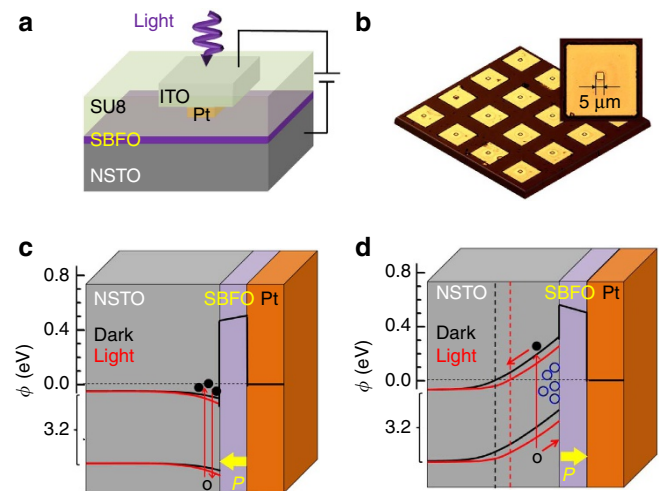 a
Light
ITO
Pt
SU8
SBFO
NSTO
b
5 μm
c
0.8
0.4
0.0
3.2
ϕ (eV)
NSTO
SBFO
Pt
Dark
Light
P
d
0.8
0.4
0.0
3.2
ϕ (eV)
NSTO
SBFO
Pt
Dark
Light
P